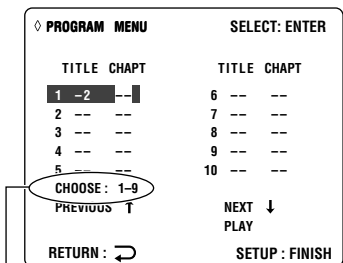 ◊ PROGRAM MENU SELECT: ENTER
TITLE CHAPT TITLE CHAPT
1 –2 –– 6 –– ––
2 –– –– 7 –– ––
3 –– –– 8 –– ––
4 –– –– 9 –– ––
5 –– –– 10 –– ––
CHOOSE : 1–9
PREVIOUS ↑ NEXT ↓
PLAY
RETURN : SETUP : FINISH